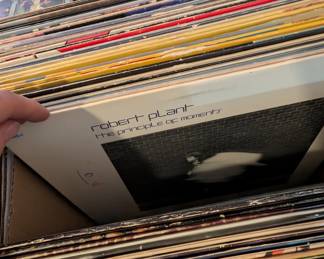 robert plant
the principle of moments